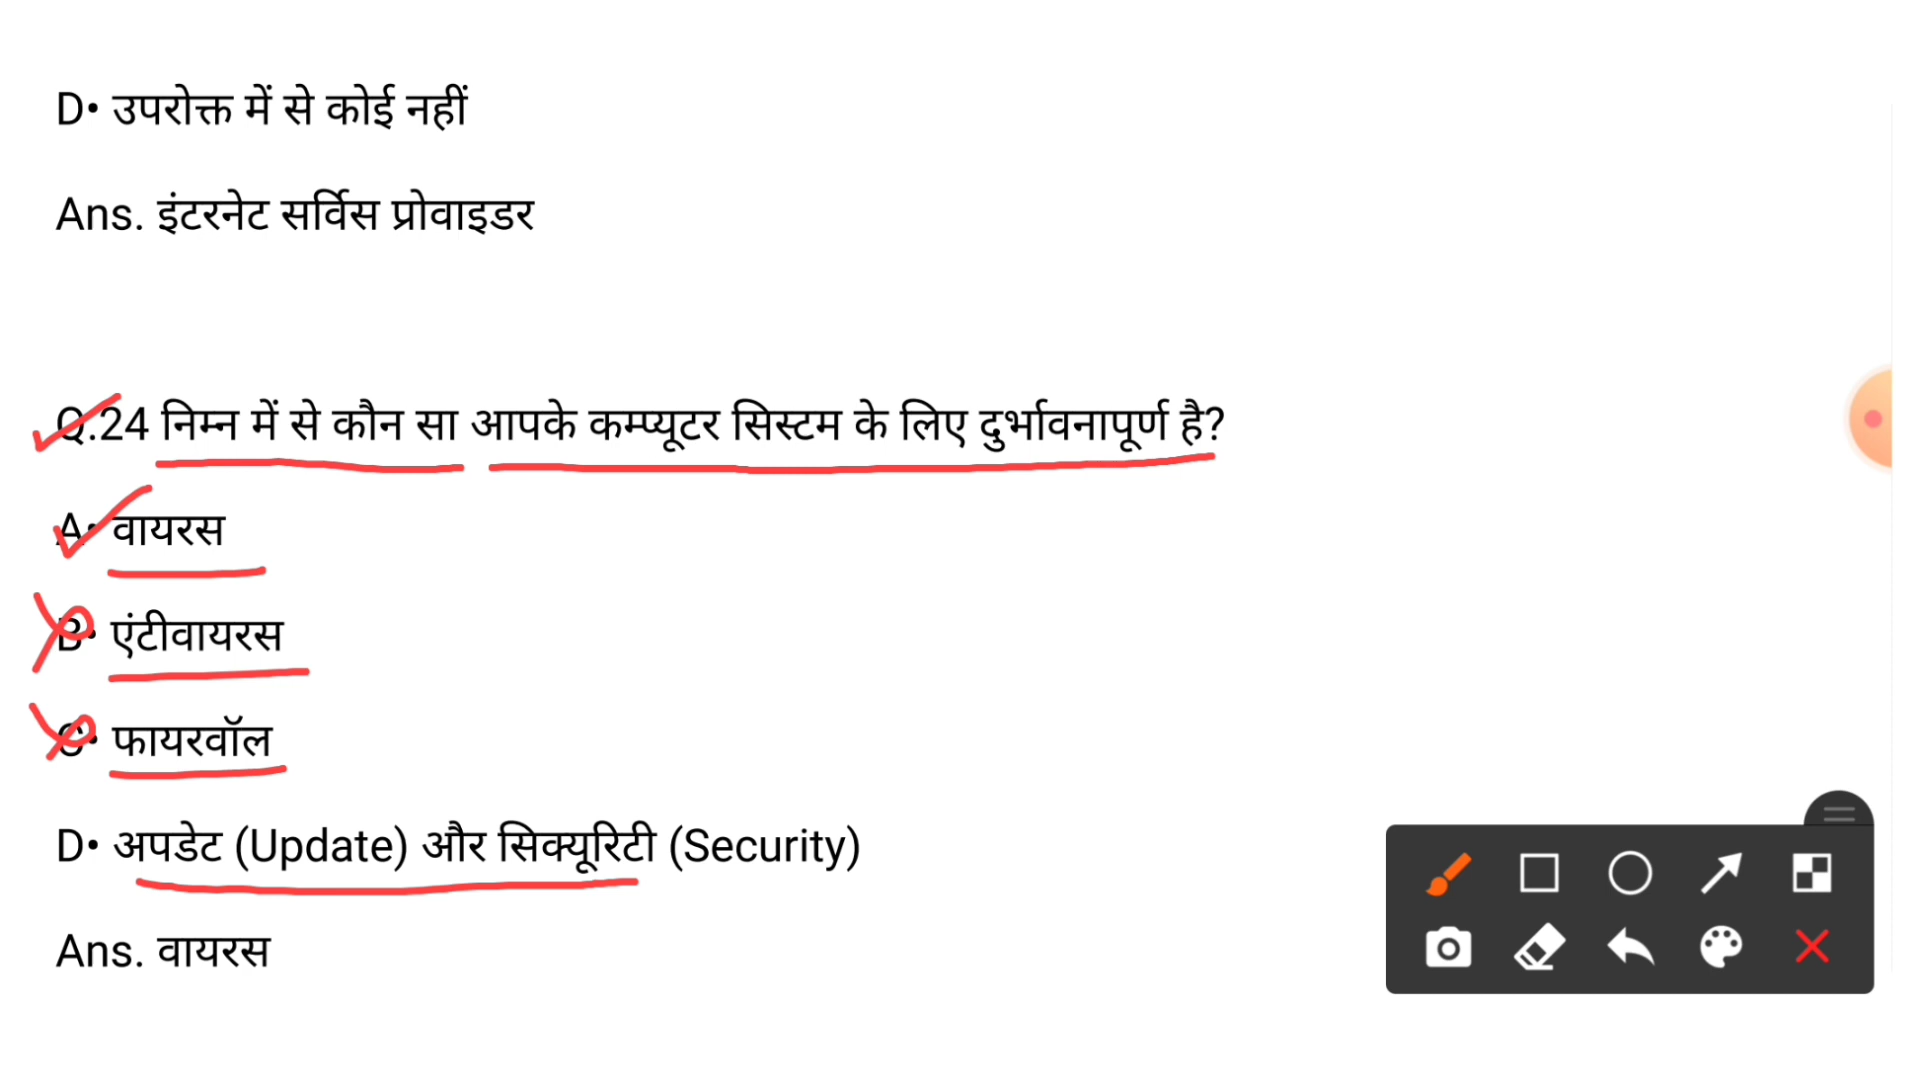 D• उपरोक्त में से कोई नहीं
Ans. इंटरनेट सर्विस प्रोवाइडर
Q.24 निम्न में से कौन सा आपके कम्प्यूटर सिस्टम के लिए दुर्भावनापूर्ण है?
A• वायरस
B• एंटीवायरस
C• फायरवॉल
D• अपडेट (Update) और सिक्यूरिटी (Security)
Ans. वायरस